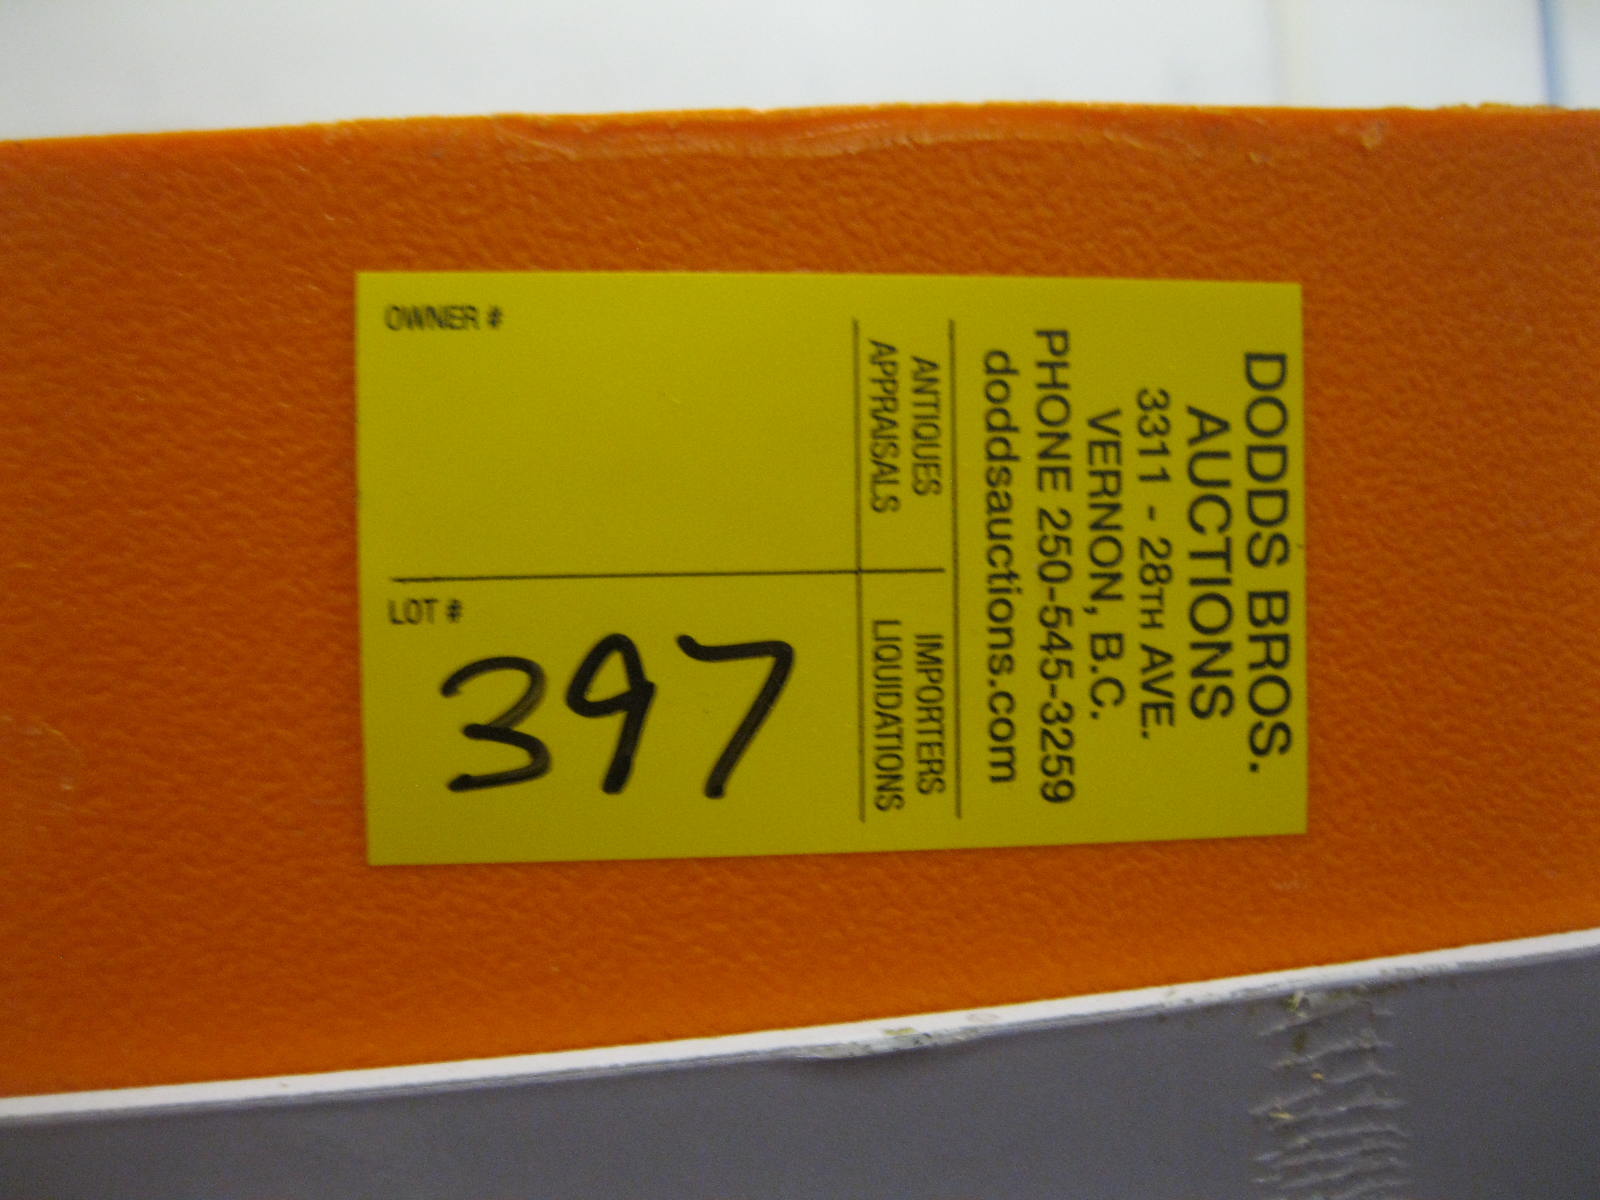 DODDS BROS.
AUCTIONS
3311 - 28TH AVE.
VERNON, B.C.
PHONE 250-545-3259
doddsauctions.com
ANTIQUES IMPORTERS
APPRAISALS LIQUIDATIONS
OWNER #
LOT #
397